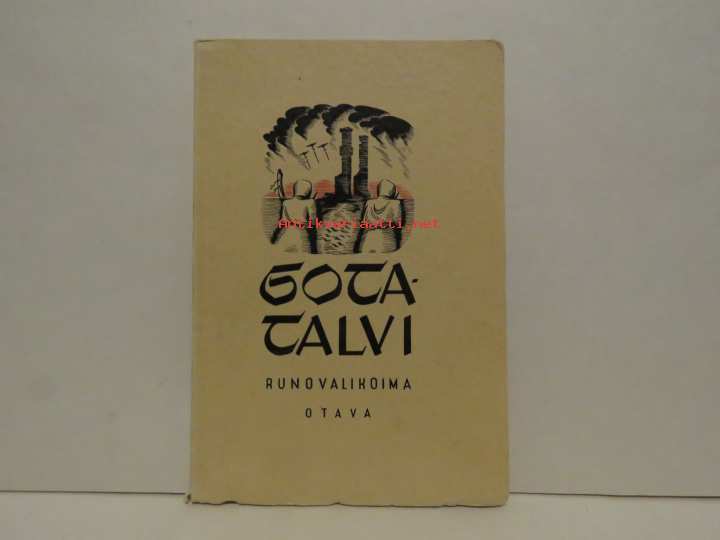 Antikvariaatti.net
SOTA-
TALVI
RUNOVALIKOIMA
OTAVA